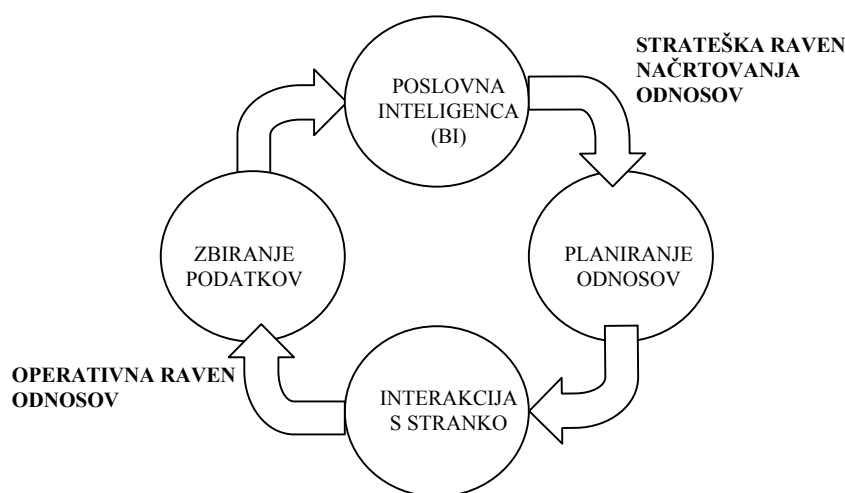 POSLOVNA
INTELIGENCA
(BI)
STRATEŠKA RAVEN
NAČRTOVANJA
ODNOSOV
ZBIRANJE
PODATKOV
PLANIRANJE
ODNOSOV
OPERATIVNA RAVEN
ODNOSOV
INTERAKCIJA
S STRANKO